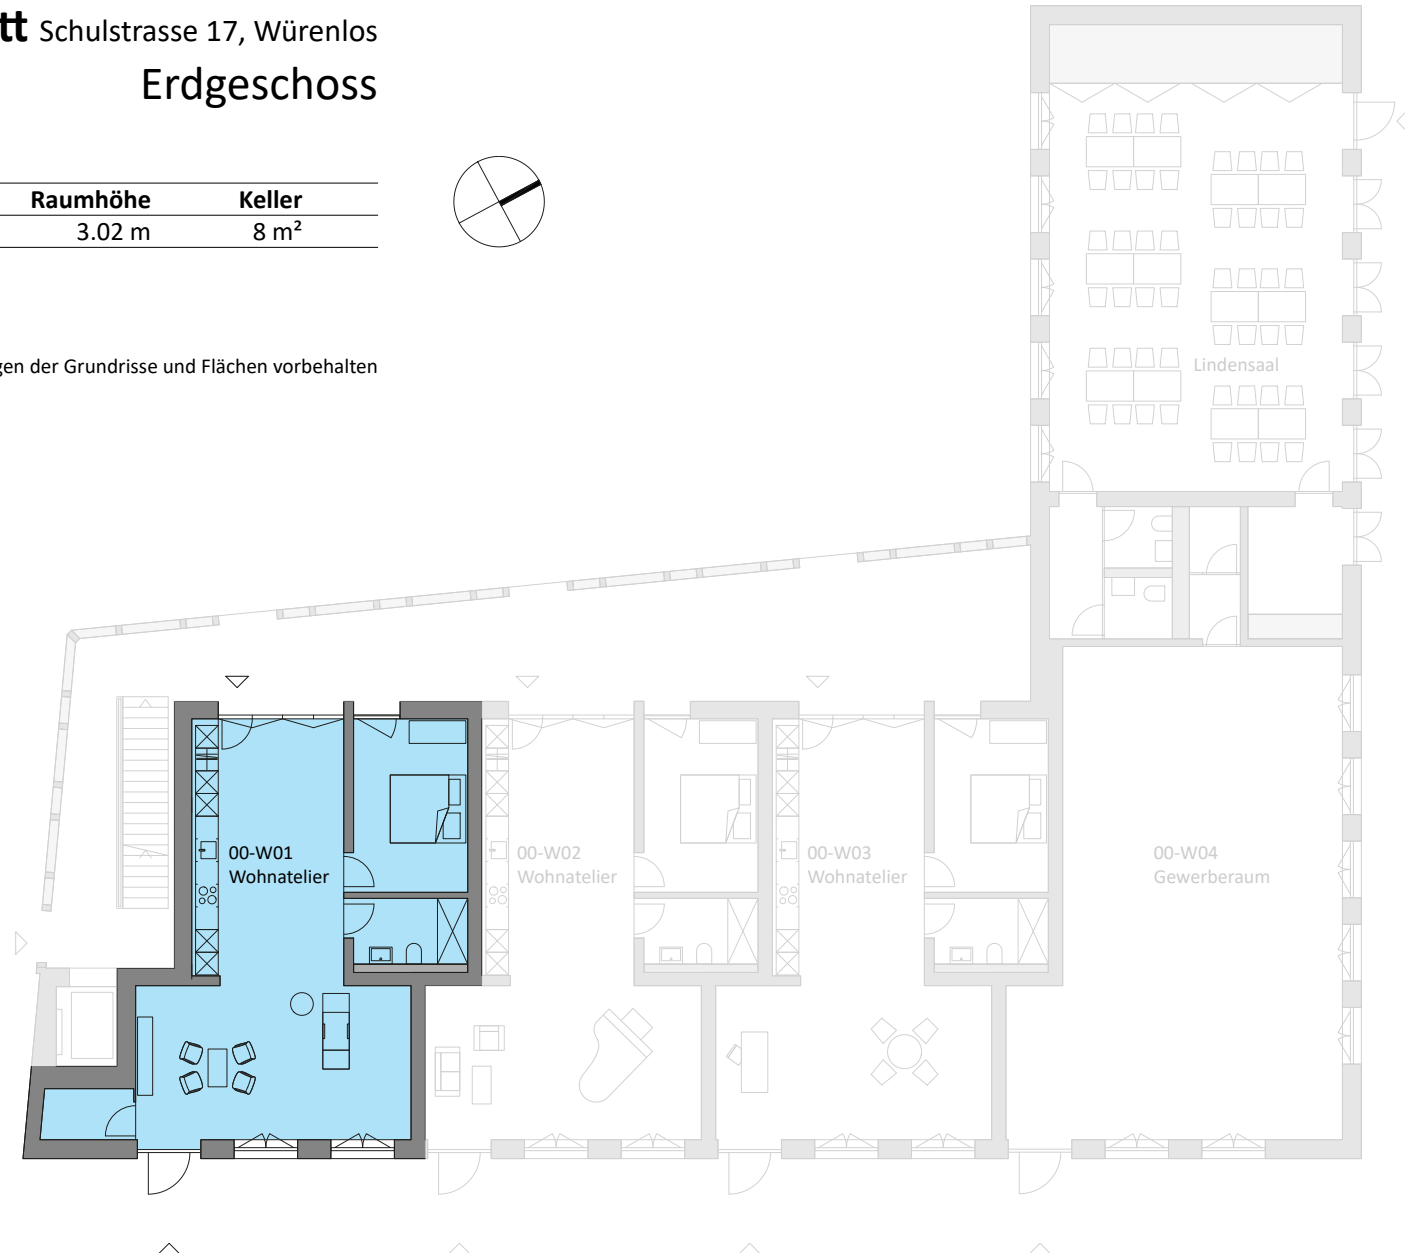 tt Schulstrasse 17, Würenlos
Erdgeschoss
Raumhöhe Keller
3.02 m 8 m²
gen der Grundrisse und Flächen vorbehalten
Lindensaal
00-W01
Wohnatelier
00-W02
Wohnatelier
00-W03
Wohnatelier
00-W04
Gewerberaum